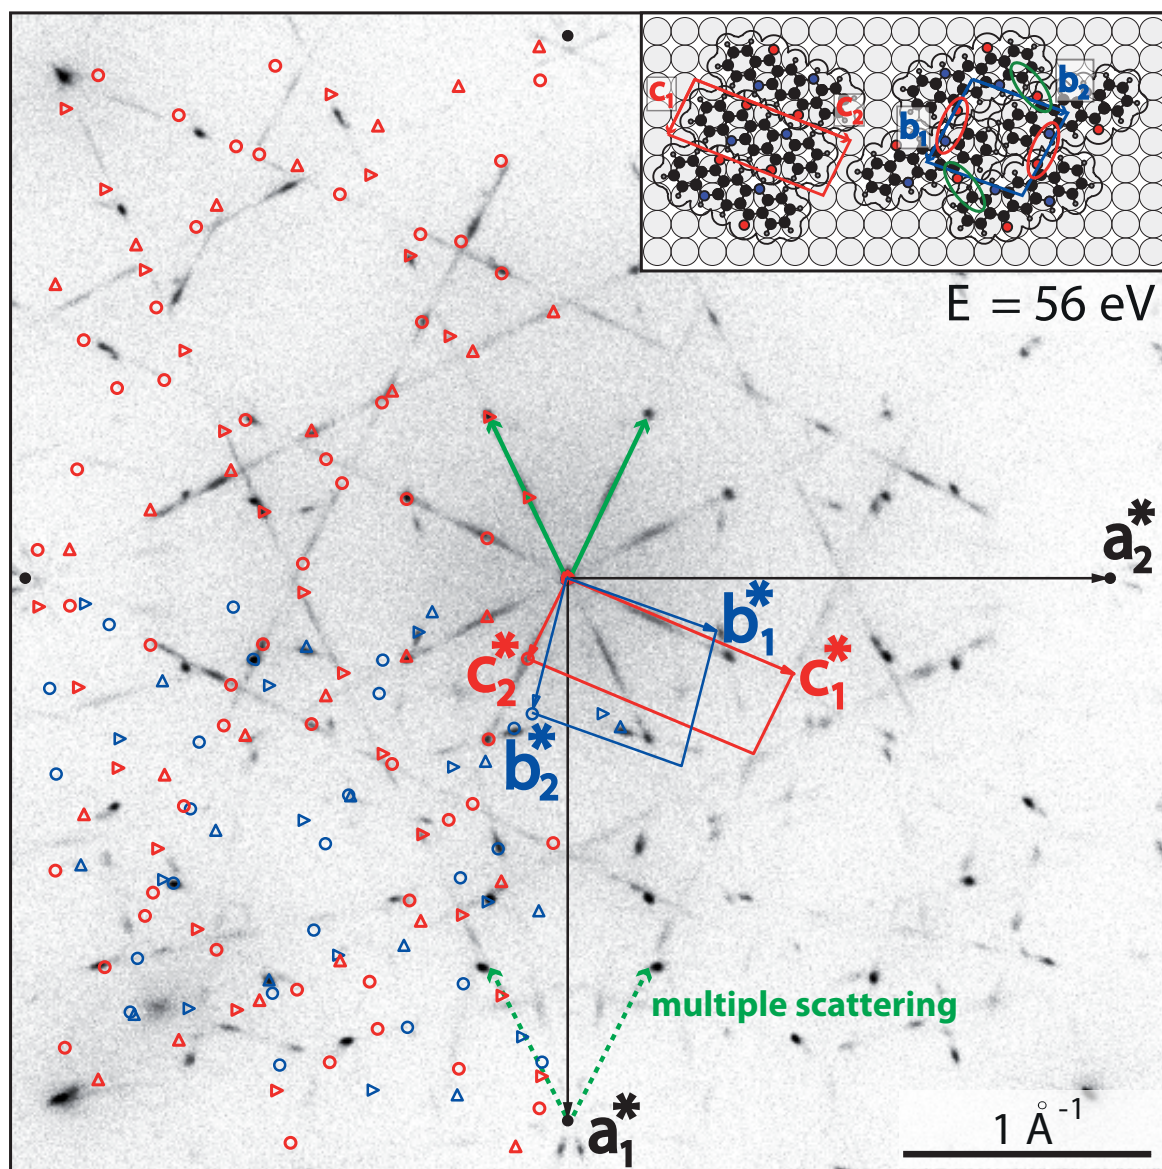 c1
c2
b1
b2
E = 56 eV
a2*
b1*
c2*
c1*
b2*
multiple scattering
a1*
1 Å-1